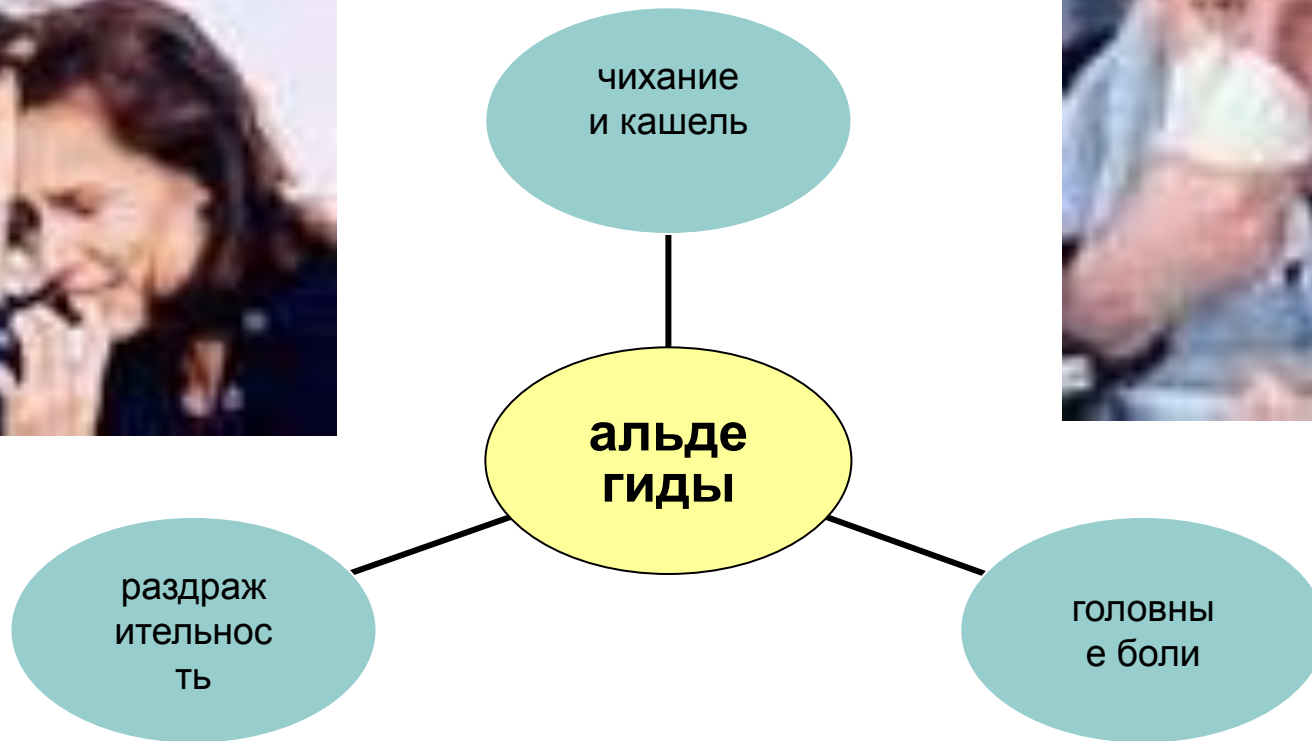 чихание
и кашель
альде
гиды
раздраж
ительнос
ть
головны
е боли